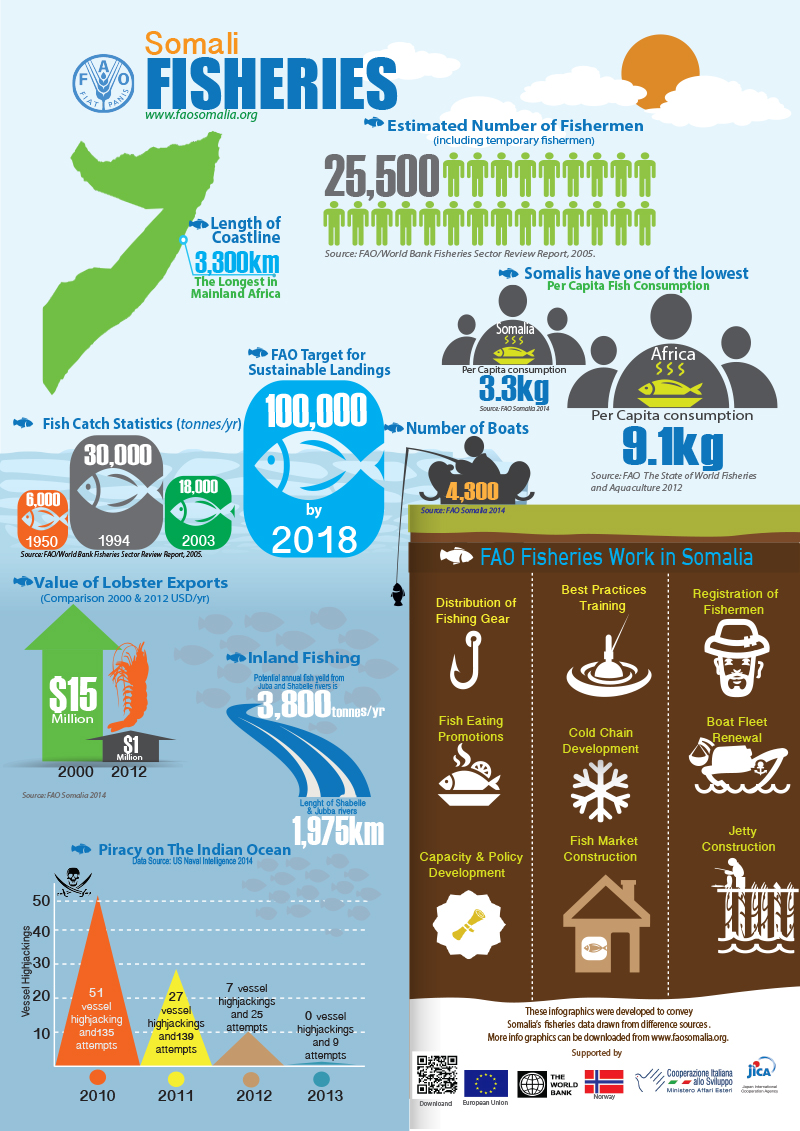 Somali
FISHERIES
FAO
FIAT PANIS
www.faosomalia.org
Estimated Number of Fishermen
(including temporary fishermen)
25,500
Source: FAO/World Bank Fisheries Sector Review Report, 2005.
Length of
Coastline
3,300km
The Longest in
Mainland Africa
Somalis have one of the lowest
Per Capita Fish Consumption
Somalia
Per Capita consumption
3.3kg
Source: FAO Somalia 2014
Africa
Per Capita consumption
9.1kg
Source: FAO The State of World Fisheries
and Aquaculture 2012
FAO Target for
Sustainable Landings
100,000
by
2018
Fish Catch Statistics (tonnes/yr)
6,000
1950
30,000
1994
18,000
2003
Source: FAO/World Bank Fisheries Sector Review Report, 2005.
Number of Boats
4,300
Source: FAO Somalia 2014
Value of Lobster Exports
(Comparison 2000 & 2012 USD/yr)
$15
Million
$1
Million
2000
2012
Source: FAO Somalia 2014
Inland Fishing
Potential annual fish yeild from
Juba and Shabelle rivers is
3,800tonnes/yr
Lenght of Shabelle
& Jubba rivers
1,975km
Piracy on The Indian Ocean
Data Source: US Naval Intelligence 2014
Vessel Highjackings
50
40
30
20
10
51
vessel
highjacking
and135
attempts
27
vessel
highjackings
and139
attempts
7 vessel
highjackings
and 25
attempts
0 vessel
highjackings
and 9
attempts
2010
2011
2012
2013
FAO Fisheries Work in Somalia
Distribution of
Fishing Gear
Best Practices
Training
Registration of
Fishermen
Fish Eating
Promotions
Cold Chain
Development
Boat Fleet
Renewal
Capacity & Policy
Development
Fish Market
Construction
Jetty
Construction
These infographics were developed to convey
Somalia's fisheries data drawn from difference sources .
More info graphics can be downloaded from www.faosomalia.org.
Supported by
Downloand
European Union
THE
WORLD
BANK
Norway
Cooperazione Italiana
allo Sviluppo
Ministero Affari Esteri
jICA
Japan International
Cooperation Agency